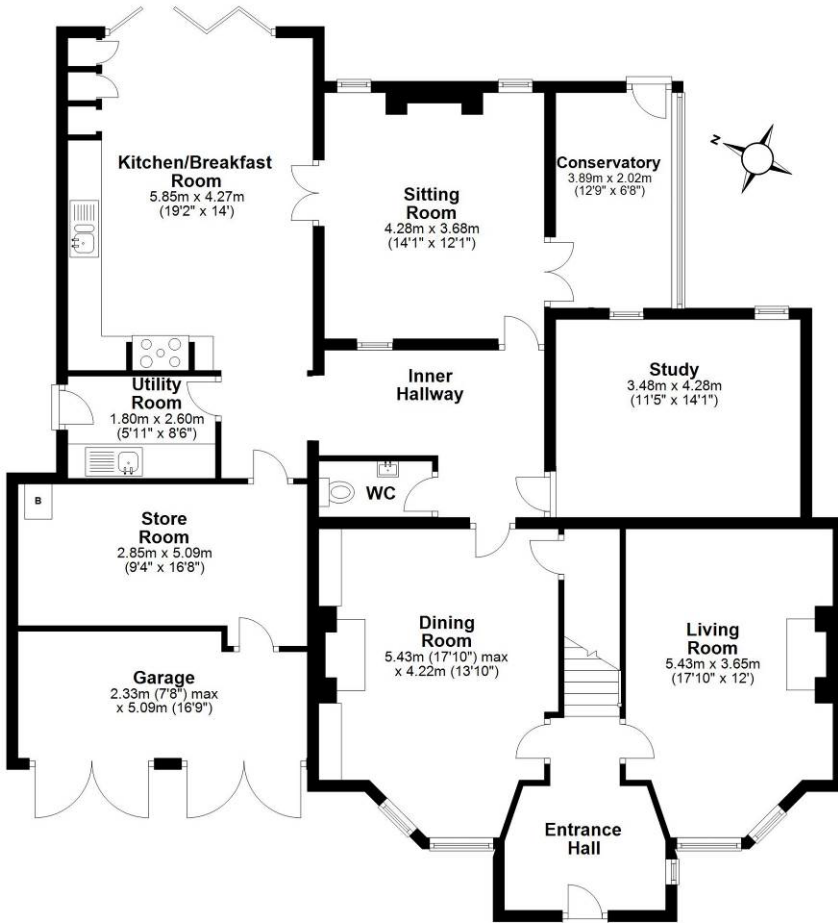 Kitchen/Breakfast
Room
5.85m x 4.27m
(19'2" x 14')
Sitting
Room
4.28m x 3.68m
(14'1" x 12'1")
Conservatory
3.89m x 2.02m
(12'9" x 6'8")
N
Utility
Room
1.80m x 2.60m
(5'11" x 8'6")
Inner
Hallway
Study
3.48m x 4.28m
(11'5" x 14'1")
WC
B
Store
Room
2.85m x 5.09m
(9'4" x 16'8")
Dining
Room
5.43m (17'10") max
x 4.22m (13'10")
Living
Room
5.43m x 3.65m
(17'10" x 12')
Garage
2.33m (7'8") max
x 5.09m (16'9")
Entrance
Hall